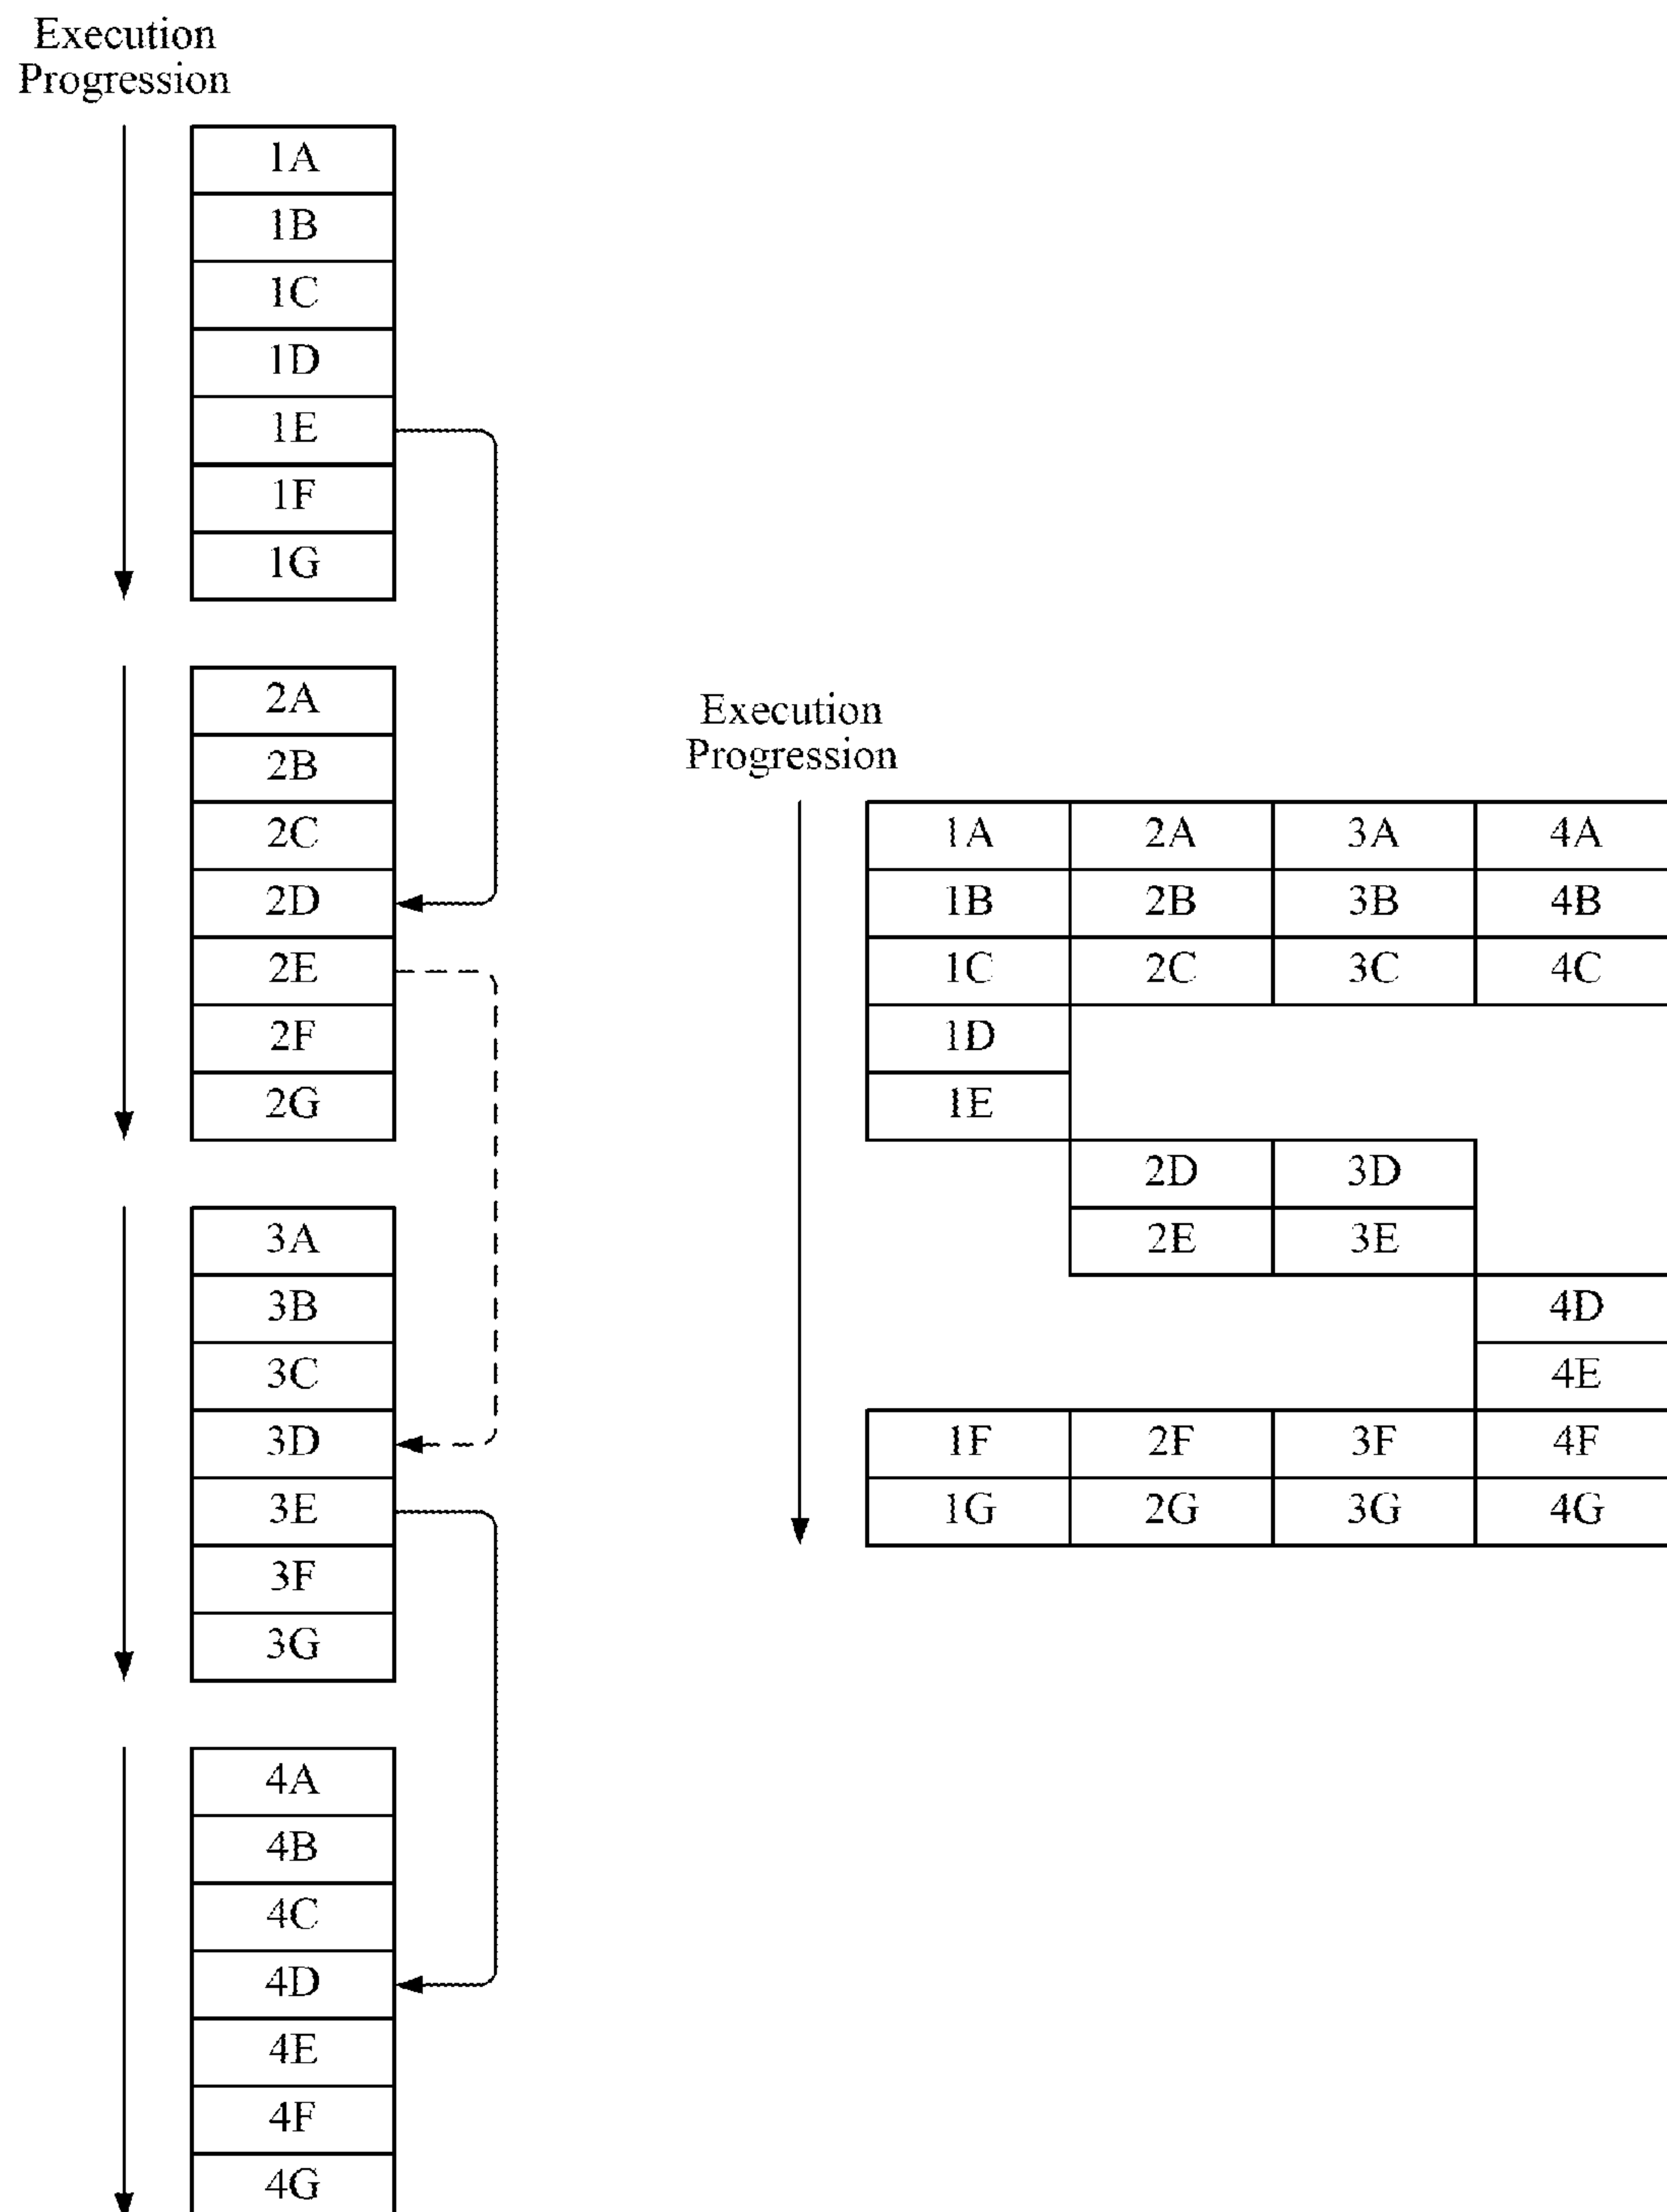 Execution
Progression
1A
1B
1C
1D
1E
1F
1G
2A
2B
2C
2D
2E
2F
2G
3A
3B
3C
3D
3E
3F
3G
4A
4B
4C
4D
4E
4F
4G
Execution
Progression
1A 2A 3A 4A
1B 2B 3B 4B
1C 2C 3C 4C
1D
1E
2D 3D
2E 3E
4D
4E
1F 2F 3F 4F
1G 2G 3G 4G